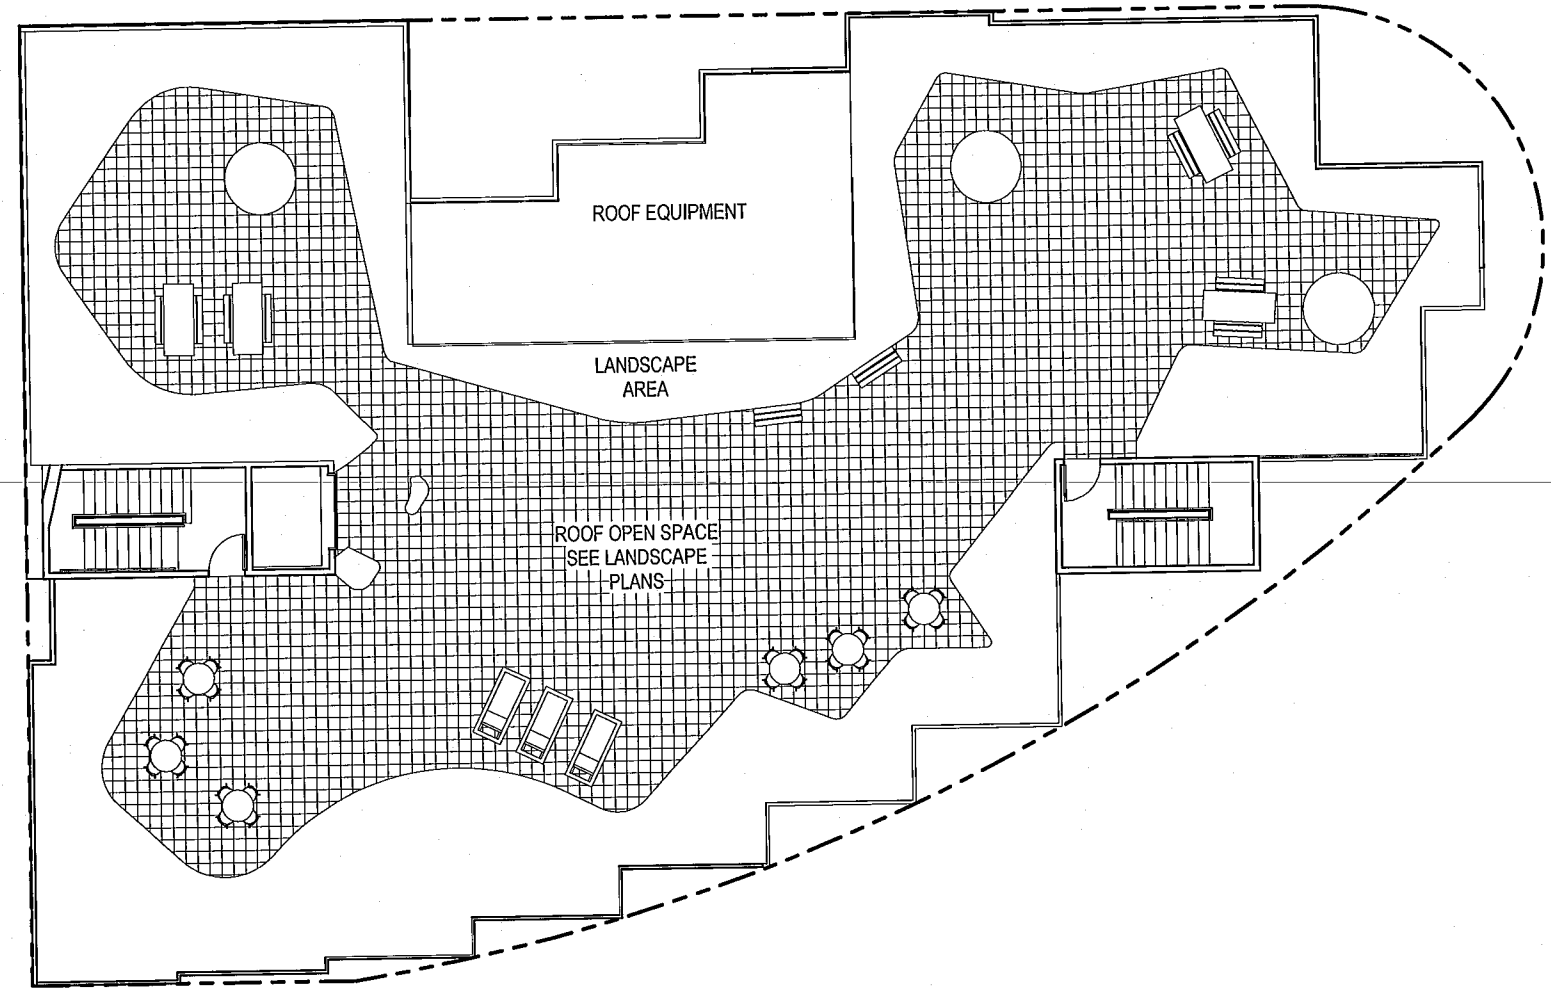 ROOF EQUIPMENT
LANDSCAPE
AREA
ROOF OPEN SPACE
SEE LANDSCAPE
PLANS